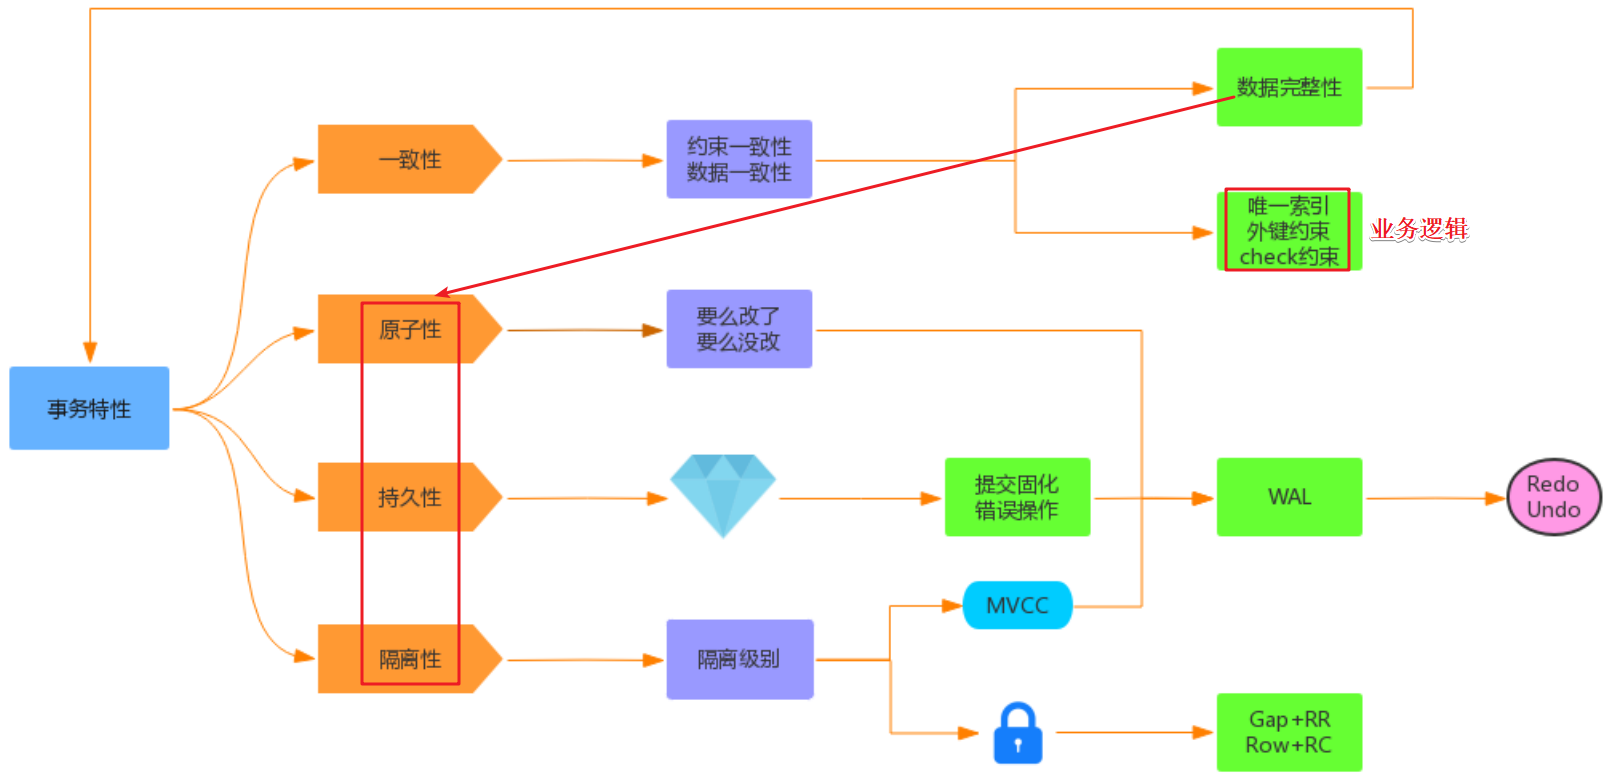 数据完整性
一致性
约束一致性
数据一致性
唯一索引
外键约束
check约束
业务逻辑
原子性
要么改了
要么没改
事务特性
持久性
提交固化
错误操作
WAL
Redo
Undo
MVCC
隔离性
隔离级别
Gap+RR
Row+RC